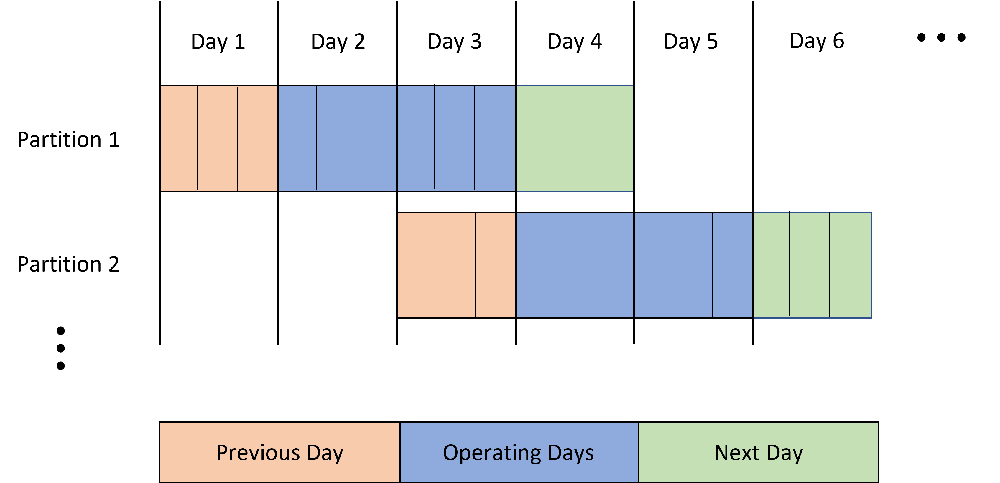 Day 1 Day 2 Day 3 Day 4 Day 5 Day 6 • • •
Partition 1
Partition 2
Previous Day Operating Days Next Day